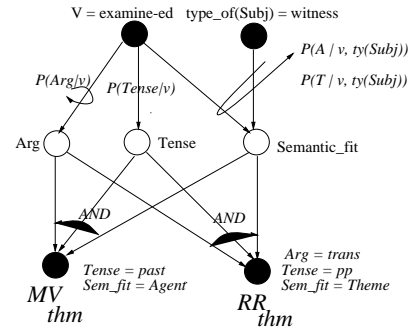 V = examine-ed type_of(Subj) = witness
P(A | v, ty(Subj))
P(Arg|v) P(Tense|v) P(T | v, ty(Subj))
Arg Tense Semantic_fit
AND AND
Arg = trans
Tense = past Tense = pp
Sem_fit = Agent Sem_fit = Theme
MV thm RR thm